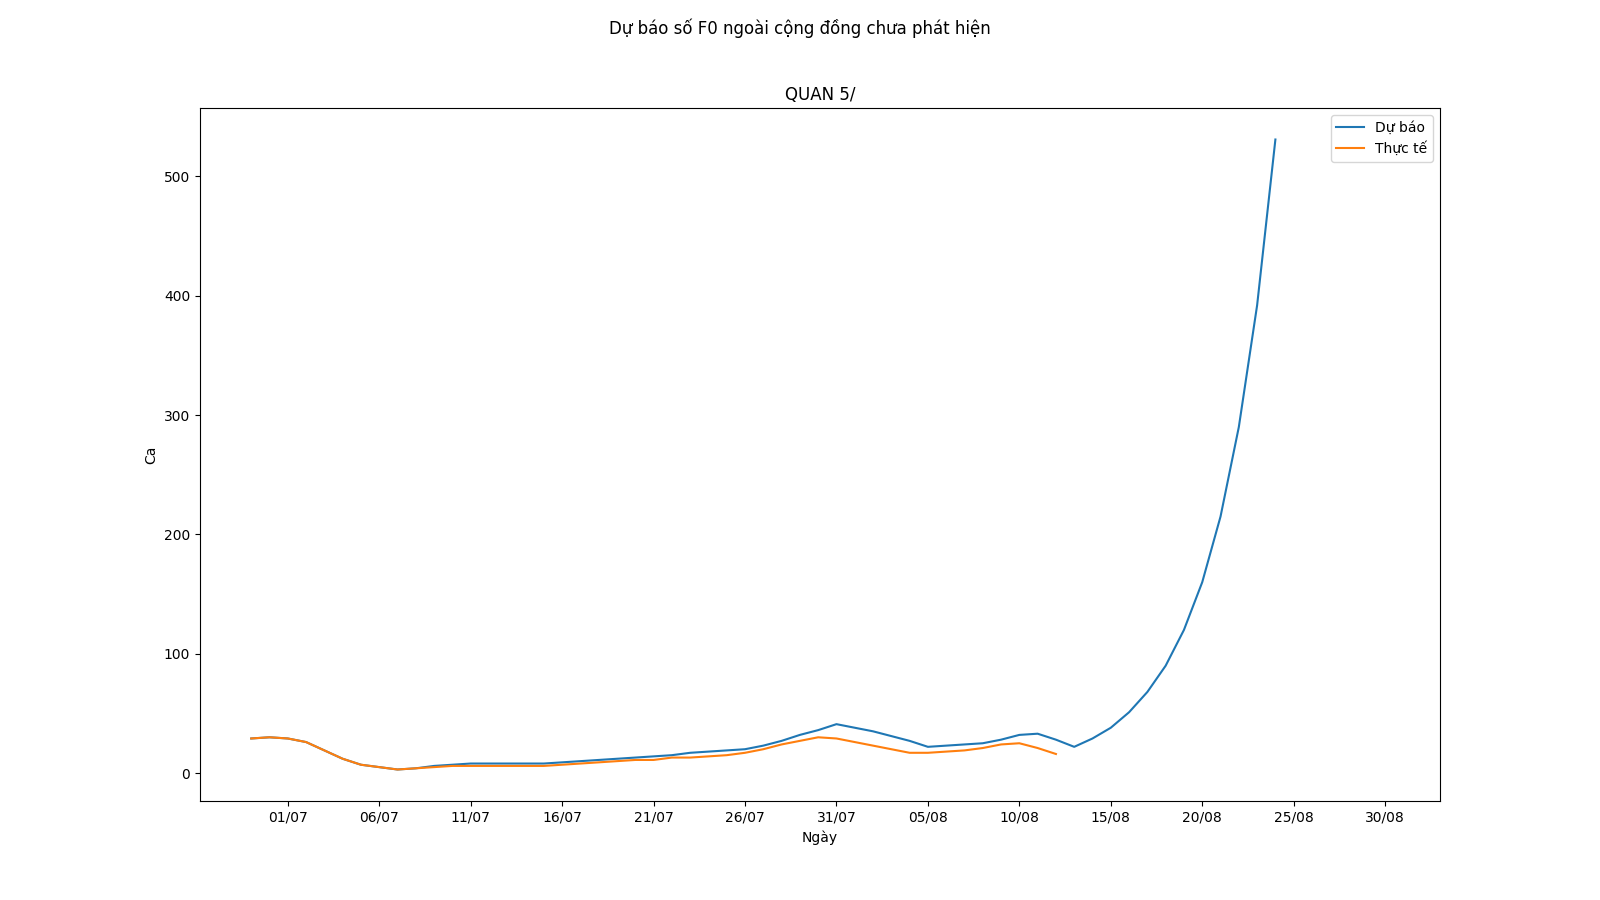 Dự báo số F0 ngoài cộng đồng chưa phát hiện
QUAN 5/
Dự báo
Thực tế
500
400
300
200
100
0
Ca
01/07 06/07 11/07 16/07 21/07 26/07 31/07 05/08 10/08 15/08 20/08 25/08 30/08
Ngày